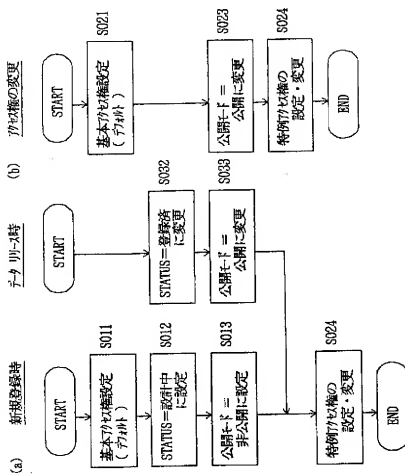 (a)
新規登録時
START
S011
基本アクセス権設定
(デフォルト)
S012
STATUS=設計中
に設定
S013
公開モード=
非公開に設定
データリリース時
START
S032
STATUS=登録済
に変更
S033
公開モード=
公開に変更
S024
特例アクセス権の
設定・変更
END
(b)
アクセス権の変更
START
S021
基本アクセス権設定
(デフォルト)
S023
公開モード=
公開に変更
S024
特例アクセス権の
設定・変更
END